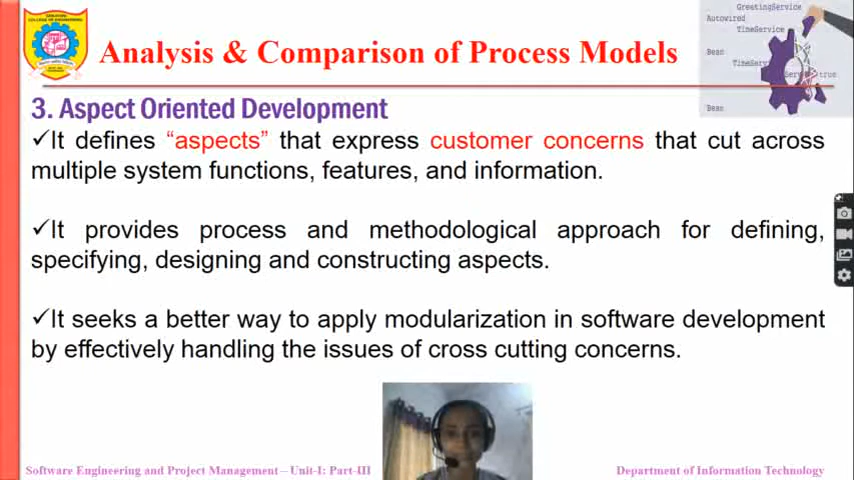 GreetingService
Autowired
TimeService
Analysis & Comparison of Process Models
Bean
TimeServi
Bean
3. Aspect Oriented Development
✓It defines “aspects” that express customer concerns that cut across
multiple system functions, features, and information.
✓It provides process and methodological approach for defining,
specifying, designing and constructing aspects.
✓It seeks a better way to apply modularization in software development
by effectively handling the issues of cross cutting concerns.
Software Engineering and Project Management – Unit-I: Part-III
Department of Information Technology